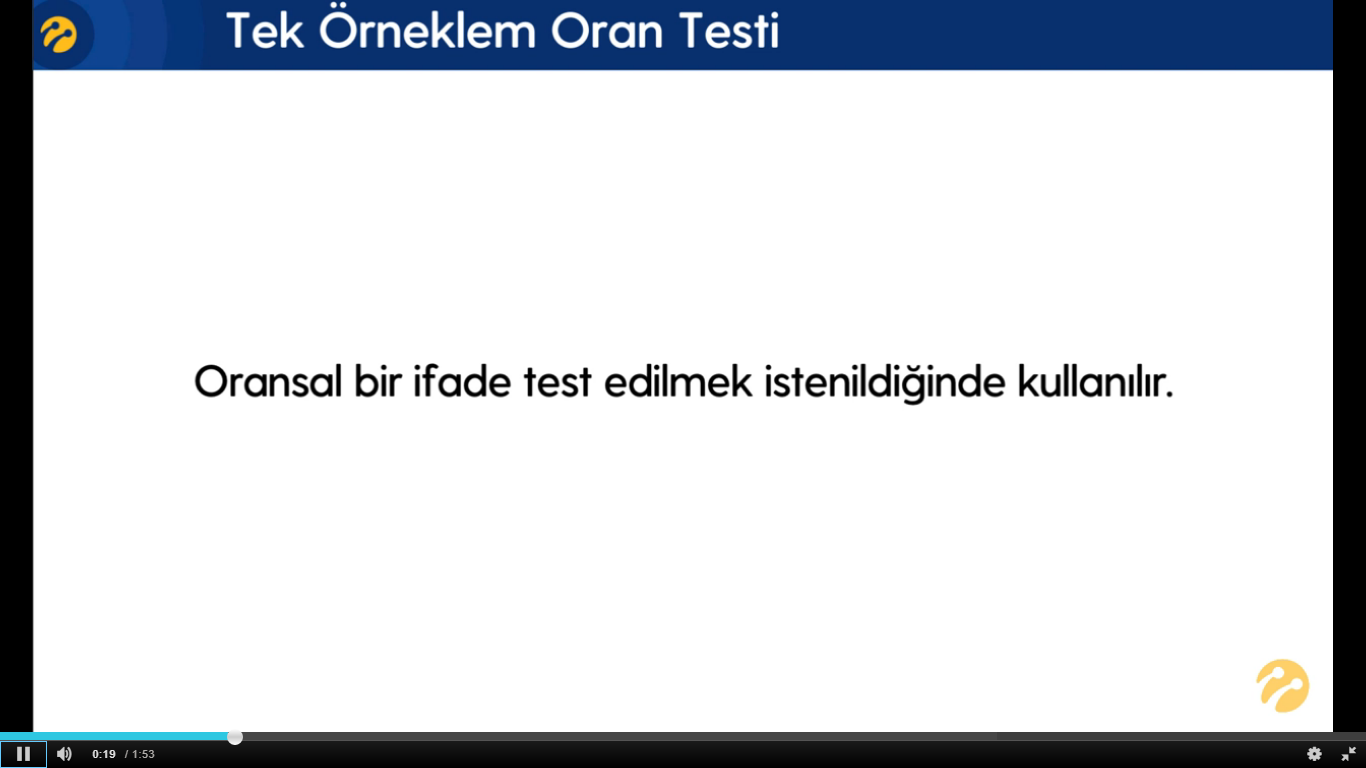 Tek Örneklem Oran Testi
Oransal bir ifade test edilmek istenildiğinde kullanılır.
0:19 / 1:53